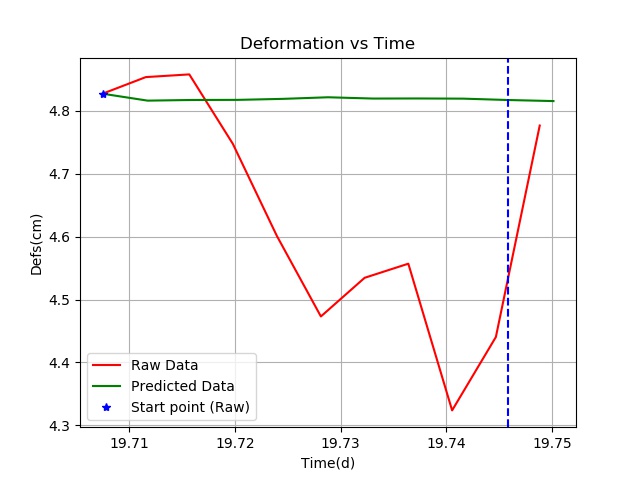 Deformation vs Time
Defs(cm)
4.8
4.7
4.6
4.5
4.4
4.3
Raw Data
Predicted Data
Start point (Raw)
19.71 19.72 19.73 19.74 19.75
Time(d)